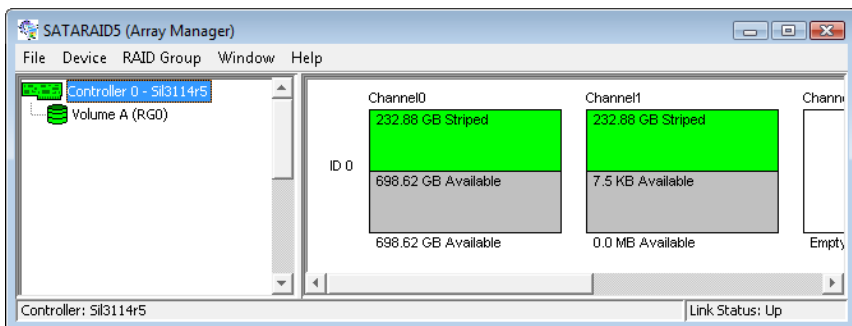 SATARAID5 (Array Manager)
File Device RAID Group Window Help
Controller 0 - Sil3114r5
Volume A (RG0)
Channel0 Channel1 Chann
232.88 GB Striped 232.88 GB Striped
ID 0
698.62 GB Available 7.5 KB Available
698.62 GB Available 0.0 MB Available Empty
Controller: Sil3114r5 Link Status: Up